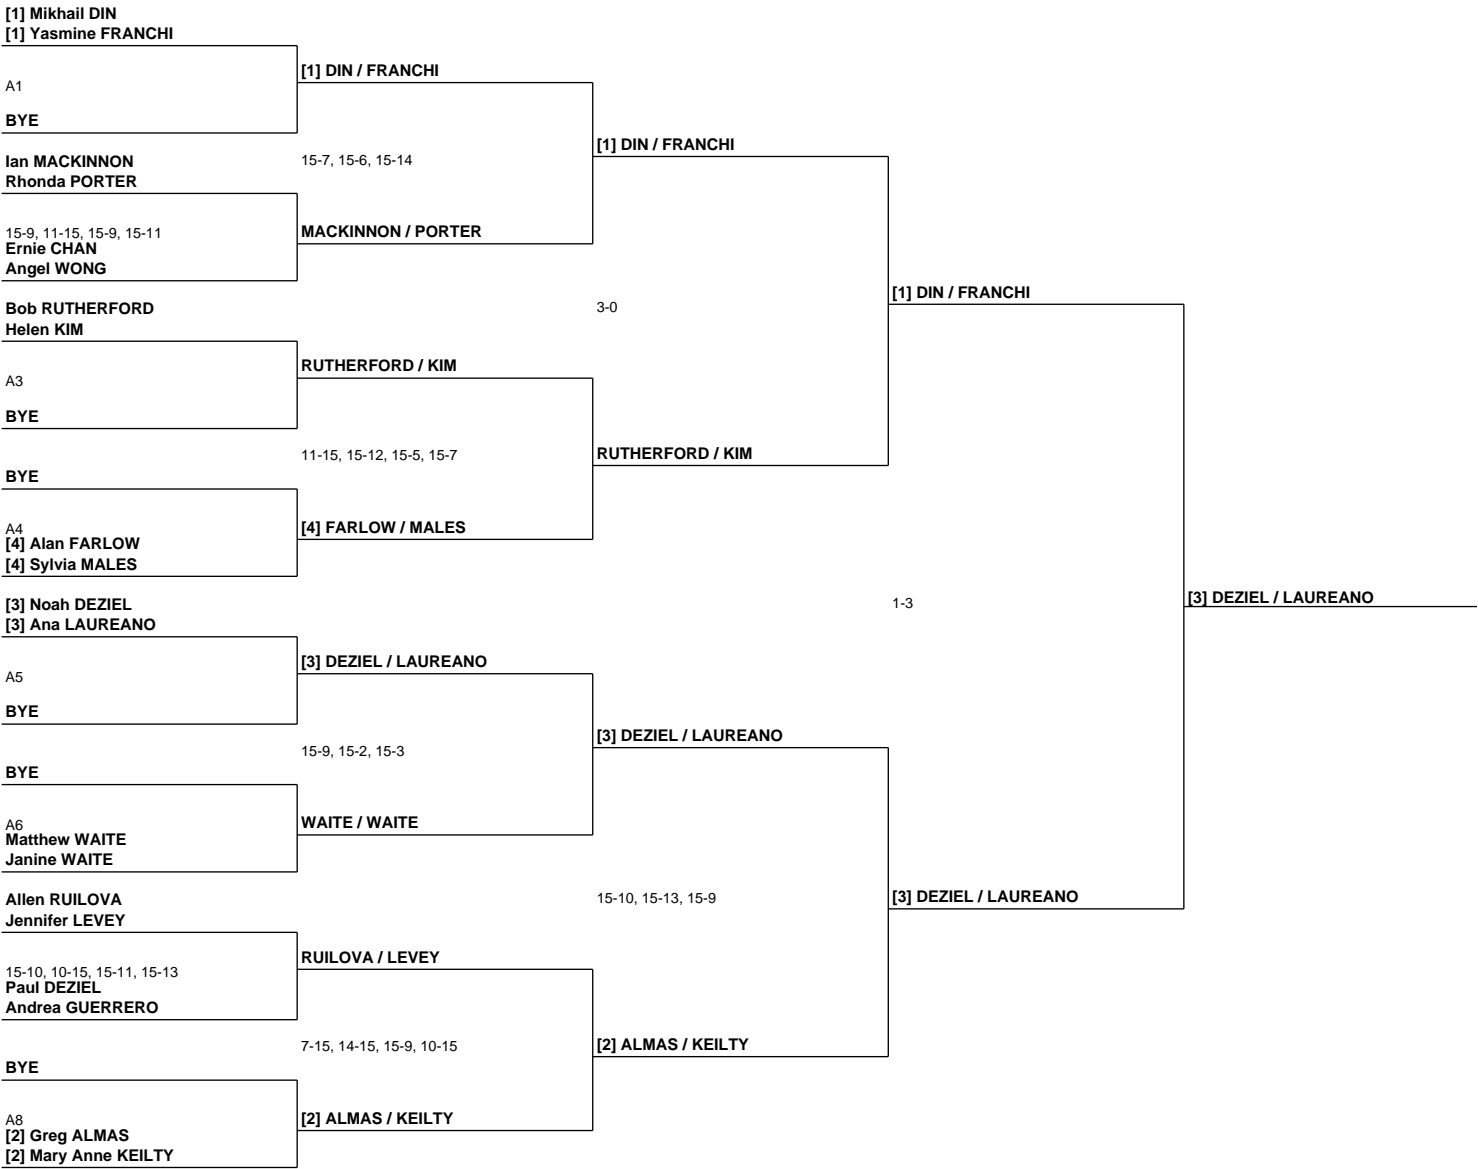 [1] Mikhail DIN
[1] Yasmine FRANCHI
A1
BYE
Ian MACKINNON
Rhonda PORTER
15-9, 11-15, 15-9, 15-11
Ernie CHAN
Angel WONG
Bob RUTHERFORD
Helen KIM
A3
BYE
BYE
A4
[4] Alan FARLOW
[4] Sylvia MALES
[3] Noah DEZIEL
[3] Ana LAUREANO
A5
BYE
BYE
A6
Matthew WAITE
Janine WAITE
Allen RUILOVA
Jennifer LEVEY
15-10, 10-15, 15-11, 15-13
Paul DEZIEL
Andrea GUERRERO
BYE
A8
[2] Greg ALMAS
[2] Mary Anne KEILTY
[1] DIN / FRANCHI
15-7, 15-6, 15-14
MACKINNON / PORTER
RUTHERFORD / KIM
11-15, 15-12, 15-5, 15-7
[4] FARLOW / MALES
[3] DEZIEL / LAUREANO
15-9, 15-2, 15-3
WAITE / WAITE
RUILOVA / LEVEY
7-15, 14-15, 15-9, 10-15
[2] ALMAS / KEILTY
[1] DIN / FRANCHI
3-0
RUTHERFORD / KIM
[3] DEZIEL / LAUREANO
15-10, 15-13, 15-9
[2] ALMAS / KEILTY
[1] DIN / FRANCHI
1-3
[3] DEZIEL / LAUREANO
[3] DEZIEL / LAUREANO